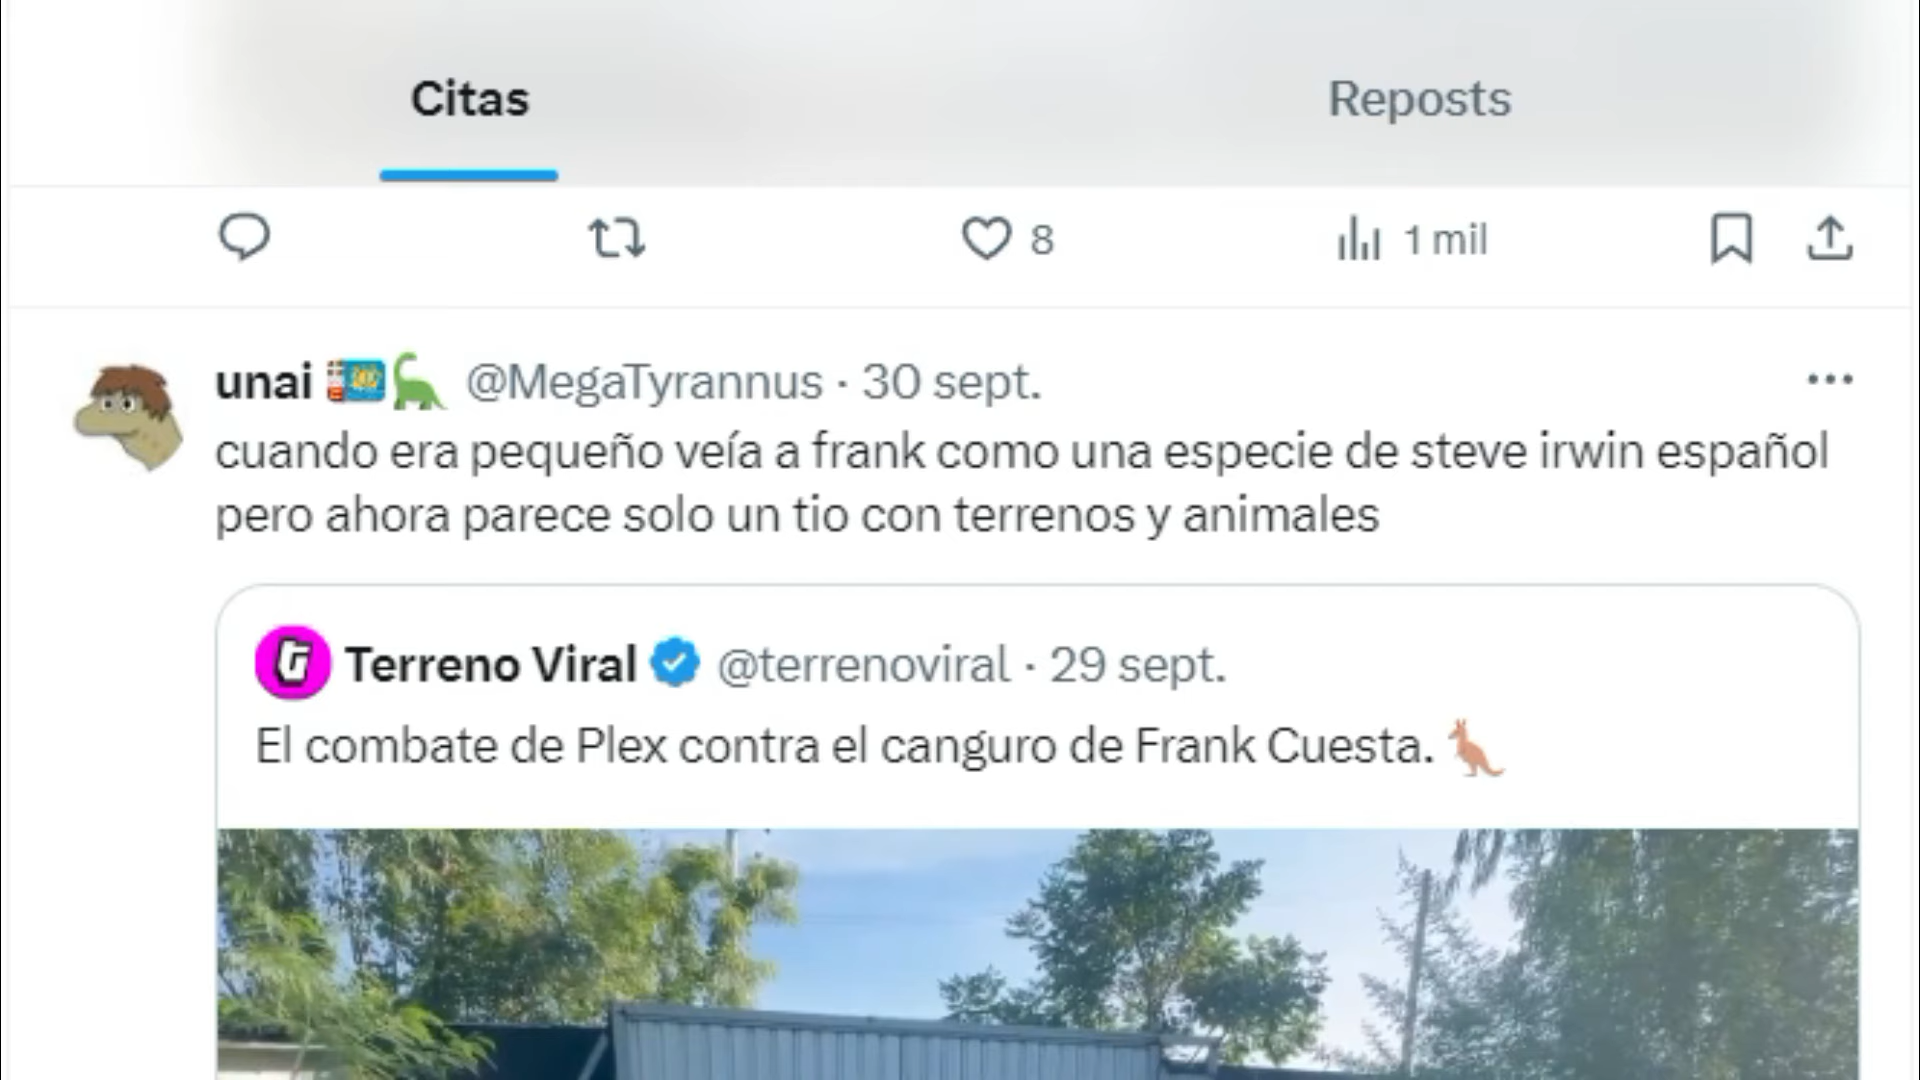 Citas
Reposts
8
1 mil
unai @MegaTyrannus · 30 sept.
cuando era pequeño veía a frank como una especie de steve irwin español
pero ahora parece solo un tio con terrenos y animales
Terreno Viral @terrenoviral · 29 sept.
El combate de Plex contra el canguro de Frank Cuesta.